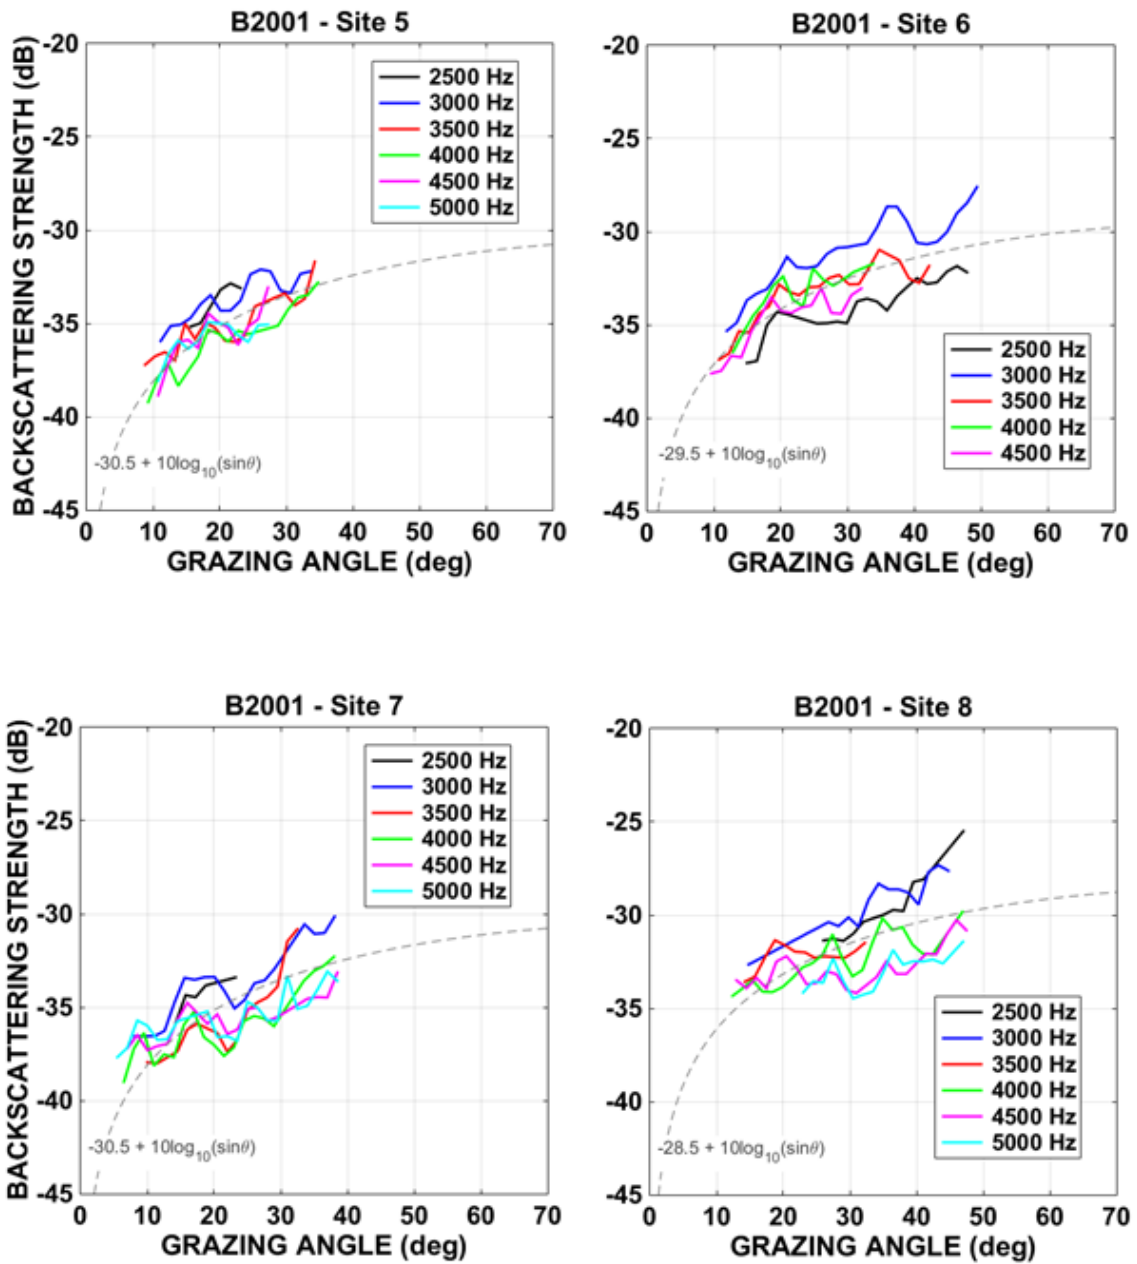 B2001 - Site 5
BACKSCATTERING STRENGTH (dB)
-20
-25
-30
-35
-40
-45
2500 Hz
3000 Hz
3500 Hz
4000 Hz
4500 Hz
5000 Hz
-30.5 + 10log10(sinθ)
0 10 20 30 40 50 60 70
GRAZING ANGLE (deg)
B2001 - Site 6
-20
-25
-30
-35
-40
-45
2500 Hz
3000 Hz
3500 Hz
4000 Hz
4500 Hz
-29.5 + 10log10(sinθ)
0 10 20 30 40 50 60 70
GRAZING ANGLE (deg)
B2001 - Site 7
BACKSCATTERING STRENGTH (dB)
-20
-25
-30
-35
-40
-45
2500 Hz
3000 Hz
3500 Hz
4000 Hz
4500 Hz
5000 Hz
-30.5 + 10log10(sinθ)
0 10 20 30 40 50 60 70
GRAZING ANGLE (deg)
B2001 - Site 8
-20
-25
-30
-35
-40
-45
2500 Hz
3000 Hz
3500 Hz
4000 Hz
4500 Hz
5000 Hz
-28.5 + 10log10(sinθ)
0 10 20 30 40 50 60 70
GRAZING ANGLE (deg)